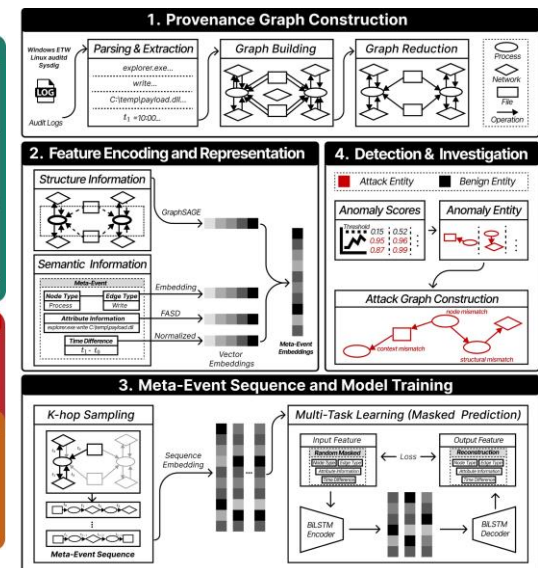 1. Provenance Graph Construction
Windows ETW
Linux auditd
Sysdig
LOG
Audit Logs
Parsing & Extraction
explorer.exe...
write...
C:\temp\payload.dll...
t₁ =10:00...
Graph Building
Graph Reduction
Process
Network
File
Operation
2. Feature Encoding and Representation
Structure Information
GraphSAGE
Semantic Information
Meta-Event
Node Type
Edge Type
Process
Write
Attribute Information
explorer.exe write C:\temp\payload.dll
Time Difference
Embedding
FASD
Normalized
Vector
Embeddings
Meta-Event
Embeddings
4. Detection & Investigation
Attack Entity
Benign Entity
Anomaly Scores
Threshold
0.15 0.52
0.95 0.96
0.87 0.99
Anomaly Entity
Attack Graph Construction
node mismatch
context mismatch
structural mismatch
3. Meta-Event Sequence and Model Training
K-hop Sampling
Meta-Event Sequence
Sequence
Embedding
Multi-Task Learning (Masked Prediction)
Input Feature
Random Masked
Node Type Edge Type
Attribute Information
Time Difference
Loss
Output Feature
Reconstruction
Node Type Edge Type
Attribute Information
Time Difference
BiLSTM
Encoder
BiLSTM
Decoder